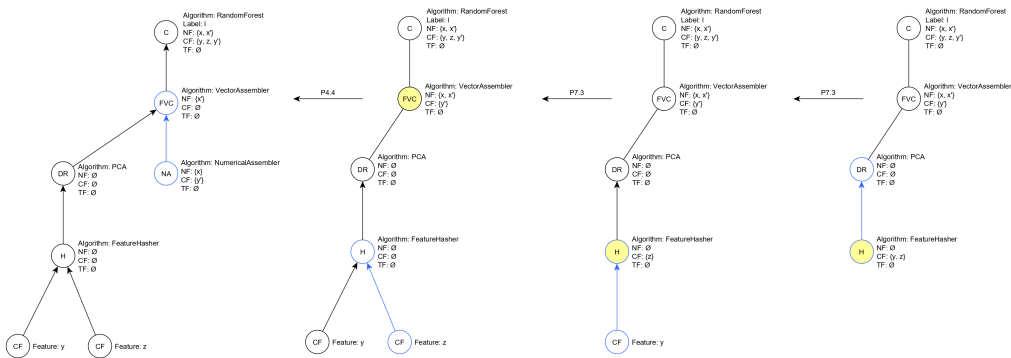 Algorithm: RandomForest
Label: l
NF: {x, x'}
CF: {y, z, y'}
TF: Ø
C
Algorithm: VectorAssembler
NF: {x'}
CF: Ø
TF: Ø
FVC
Algorithm: PCA
NF: Ø
CF: Ø
TF: Ø
DR
Algorithm: NumericalAssembler
NF: {x}
CF: {y'}
TF: Ø
NA
Algorithm: FeatureHasher
NF: Ø
CF: Ø
TF: Ø
H
CF
Feature: y
CF
Feature: z
P4.4
Algorithm: RandomForest
Label: l
NF: {x, x'}
CF: {y, z, y'}
TF: Ø
C
Algorithm: VectorAssembler
NF: {x, x'}
CF: {y'}
TF: Ø
FVC
Algorithm: PCA
NF: Ø
CF: Ø
TF: Ø
DR
Algorithm: FeatureHasher
NF: Ø
CF: Ø
TF: Ø
H
CF
Feature: y
CF
Feature: z
P7.3
Algorithm: RandomForest
Label: l
NF: {x, x'}
CF: {y, z, y'}
TF: Ø
C
Algorithm: VectorAssembler
NF: {x, x'}
CF: {y'}
TF: Ø
FVC
Algorithm: PCA
NF: Ø
CF: Ø
TF: Ø
DR
Algorithm: FeatureHasher
NF: Ø
CF: {z}
TF: Ø
H
CF
Feature: y
P7.3
Algorithm: RandomForest
Label: l
NF: {x, x'}
CF: {y, z, y'}
TF: Ø
C
Algorithm: VectorAssembler
NF: {x, x'}
CF: {y'}
TF: Ø
FVC
Algorithm: PCA
NF: Ø
CF: Ø
TF: Ø
DR
Algorithm: FeatureHasher
NF: Ø
CF: {y, z}
TF: Ø
H